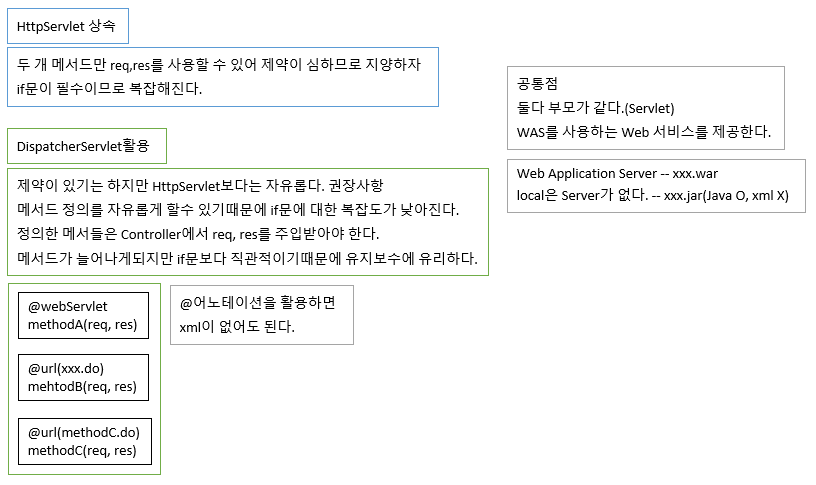 HttpServlet 상속
두 개 메서드만 req,res를 사용할 수 있어 제약이 심하므로 지양하자
if문이 필수이므로 복잡해진다.
공통점
둘다 부모가 같다.(Servlet)
WAS를 사용하는 Web 서비스를 제공한다.
DispatcherServlet활용
Web Application Server -- xxx.war
local은 Server가 없다. -- xxx.jar(Java O, xml X)
제약이 있기는 하지만 HttpServlet보다는 자유롭다. 권장사항
메서드 정의를 자유롭게 할수 있기때문에 if문에 대한 복잡도가 낮아진다.
정의한 메서들은 Controller에서 req, res를 주입받아야 한다.
메서드가 늘어나게되지만 if문보다 직관적이기때문에 유지보수에 유리하다.
@webServlet
methodA(req, res)
@어노테이션을 활용하면
xml이 없어도 된다.
@url(xxx.do)
mehtodB(req, res)
@url(methodC.do)
methodC(req, res)